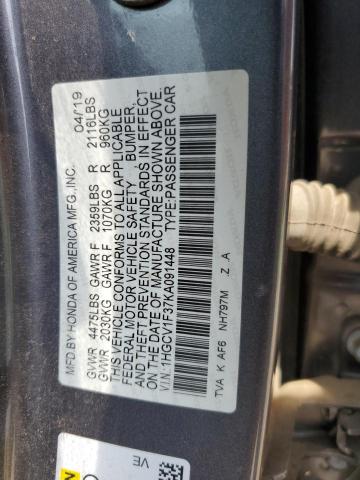 MFD.BY HONDA OF AMERICA MFG.,INC. 04/19
GVWR 4475LBS GAWR F 2359LBS R 2116LBS
GVWR 2030KG GAWR F 1070KG R 960KG
THIS VEHICLE CONFORMS TO ALL APPLICABLE
FEDERAL MOTOR VEHICLE SAFETY, BUMPER,
AND THEFT PREVENTION STANDARDS IN EFFECT
ON THE DATE OF MANUFACTURE SHOWN ABOVE.
V.I.N.:1HGCV1F37KA091448 TYPE:PASSENGER CAR
TVA K AF6 NH797M Z A
VE